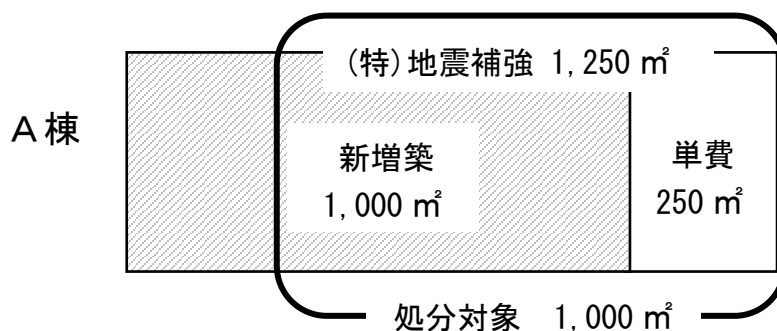 (特)地震補強 1,250 ㎡
A棟
新増築
1,000 ㎡
単費
250 ㎡
処分対象 1,000 ㎡